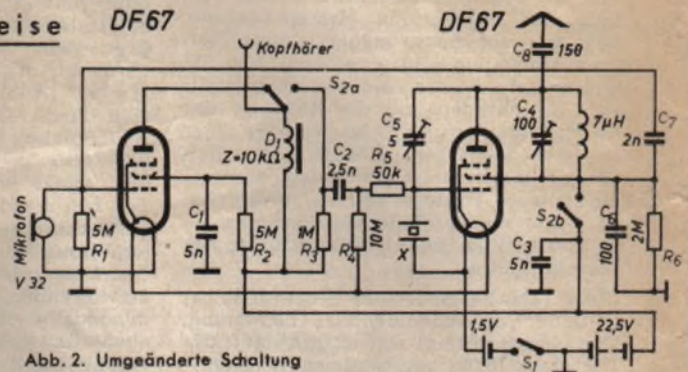 eise
DF67
DF67
Kopfhörer
S2a
C8 150
C5
5
C4
100
7µH
C7
2n
D1
Z=10kΩ
C2
2,5n
R5
50k
Mikrofon
V 32
5M
R1
C1
5n
5M
R2
1M
R3
10M
R4
X
S2b
C3
5n
100
2M
R6
1,5V
S1
22,5V
Abb. 2. Umgeänderte Schaltung